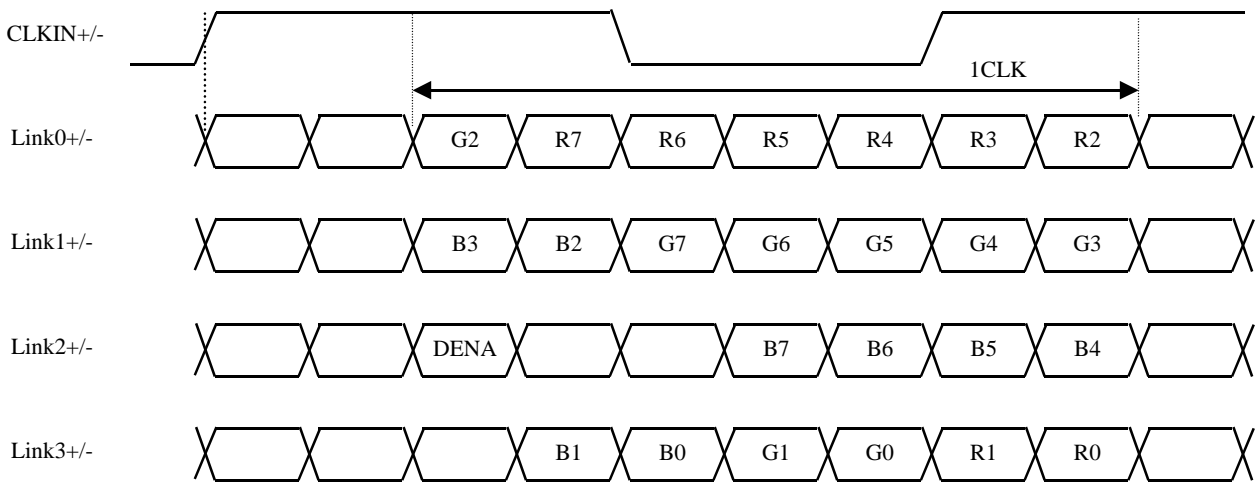 CLKIN+/-
1CLK
Link0+/- G2 R7 R6 R5 R4 R3 R2
Link1+/- B3 B2 G7 G6 G5 G4 G3
Link2+/- DENA B7 B6 B5 B4
Link3+/- B1 B0 G1 G0 R1 R0